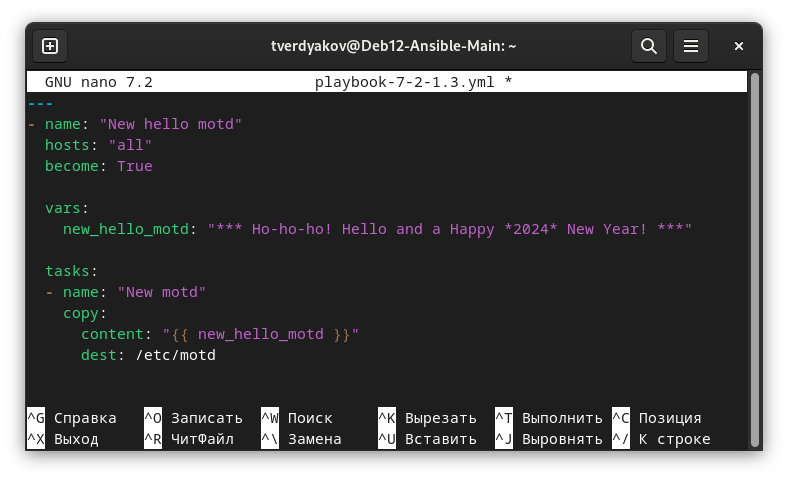 tverdyakov@Deb12-Ansible-Main: ~
GNU nano 7.2 playbook-7-2-1.3.yml *
---
- name: "New hello motd"
  hosts: "all"
  become: True

  vars:
    new_hello_motd: "*** Ho-ho-ho! Hello and a Happy *2024* New Year! ***"

  tasks:
  - name: "New motd"
    copy:
      content: "{{ new_hello_motd }}"
      dest: /etc/motd

^G Справка ^O Записать ^W Поиск ^K Вырезать ^T Выполнить ^C Позиция
^X Выход ^R ЧитФайл ^\ Замена ^U Вставить ^J Выровнять ^/ К строке